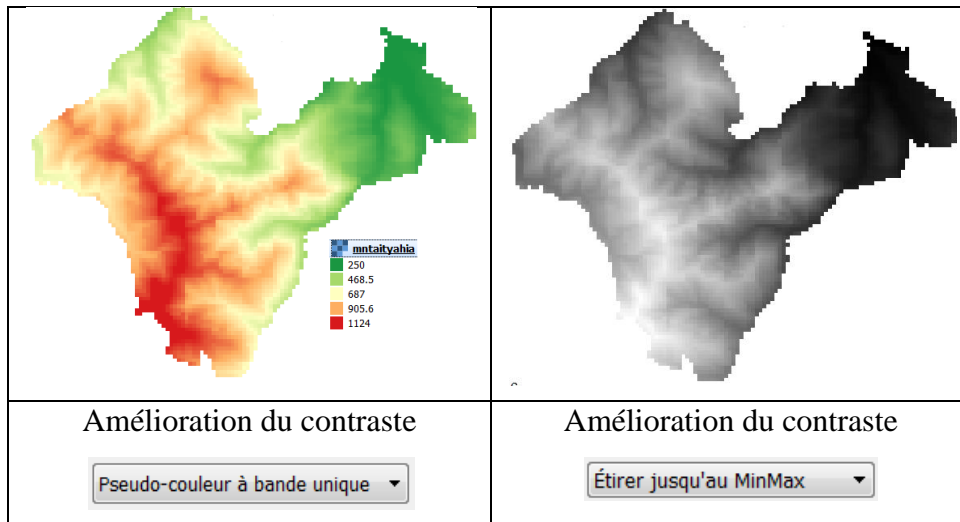 mntaityahia
250
468.5
687
905.6
1124
Amélioration du contraste
Pseudo-couleur à bande unique
Amélioration du contraste
Étirer jusqu'au MinMax